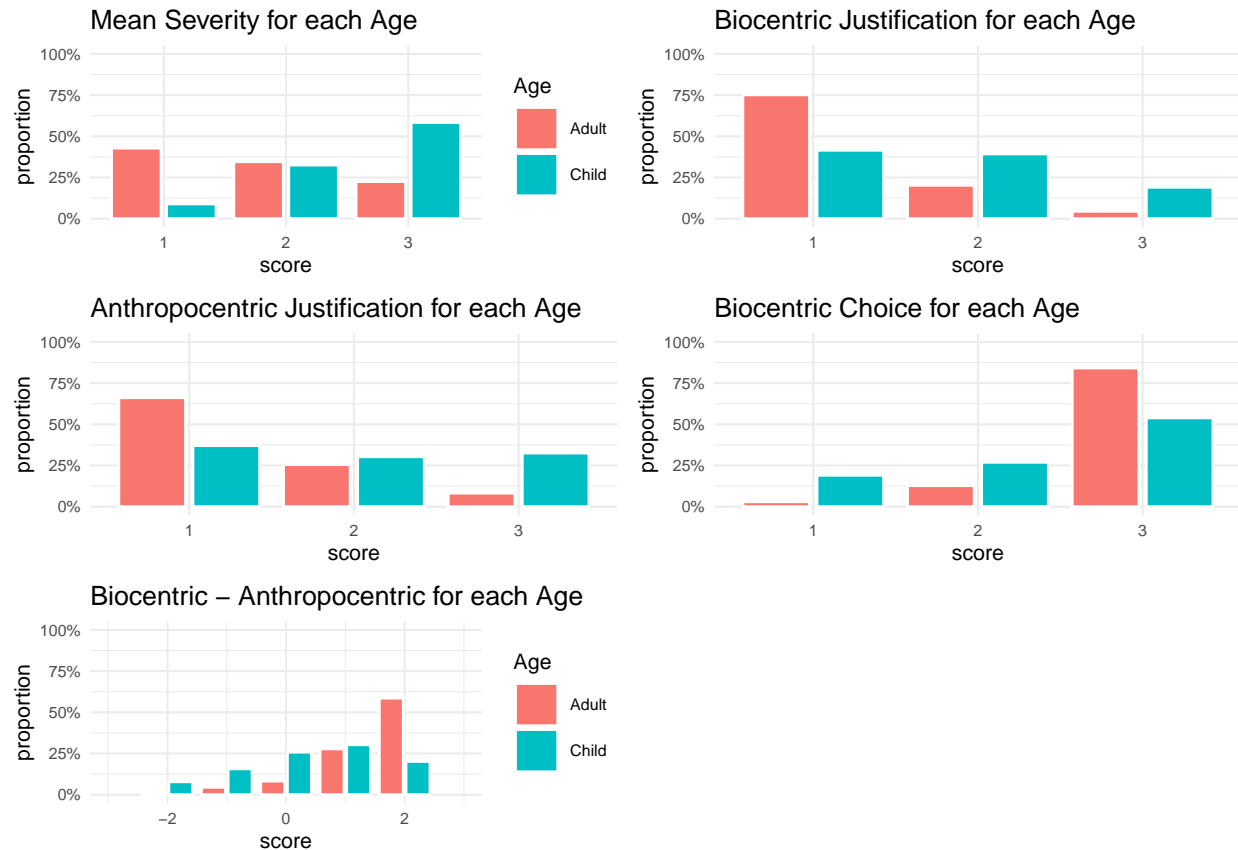 Mean Severity for each Age
100%
75%
50%
25%
0%
proportion
1 2 3
score
Age
Adult
Child
Biocentric Justification for each Age
100%
75%
50%
25%
0%
proportion
1 2 3
score
Anthropocentric Justification for each Age
100%
75%
50%
25%
0%
proportion
1 2 3
score
Biocentric Choice for each Age
100%
75%
50%
25%
0%
proportion
1 2 3
score
Biocentric − Anthropocentric for each Age
100%
75%
50%
25%
0%
proportion
−2 0 2
score
Age
Adult
Child